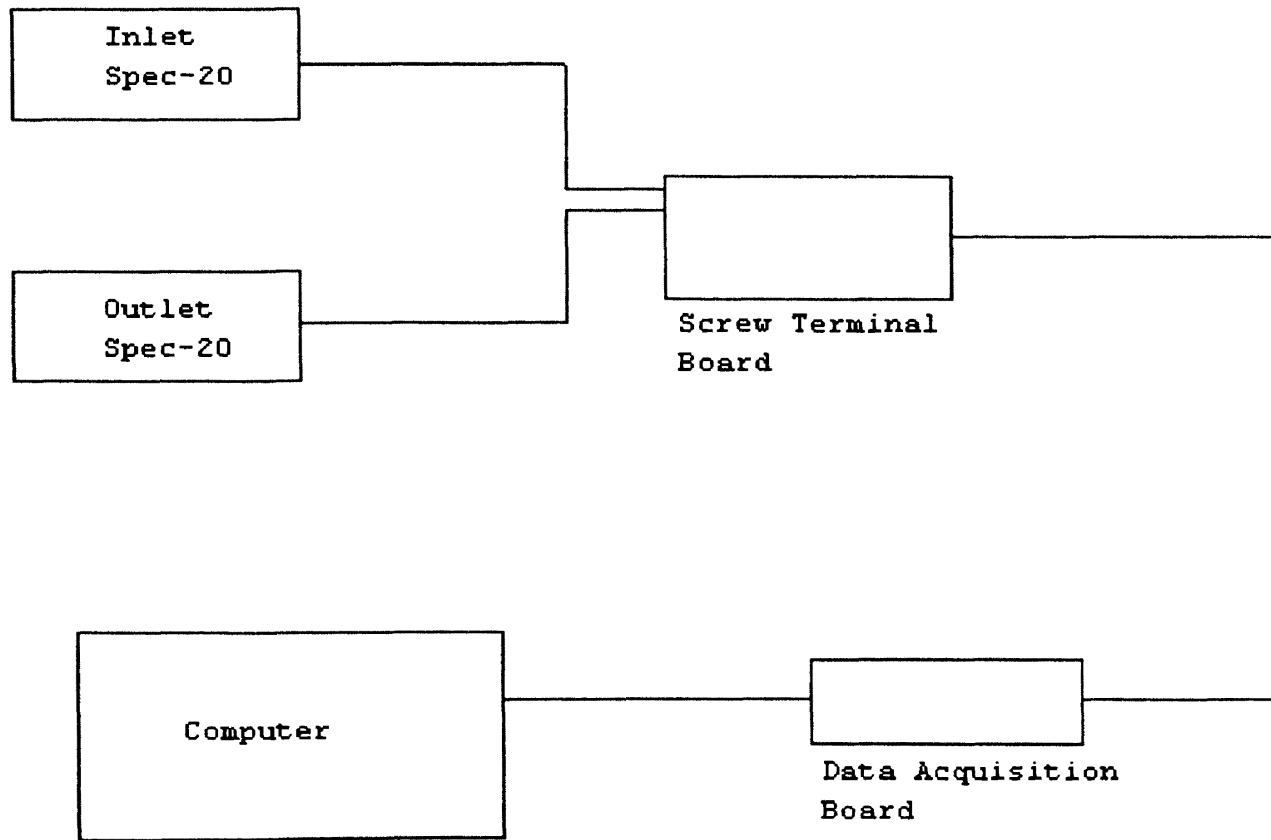 Inlet
Spec-20
Outlet
Spec-20
Screw Terminal
Board
Computer
Data Acquisition
Board